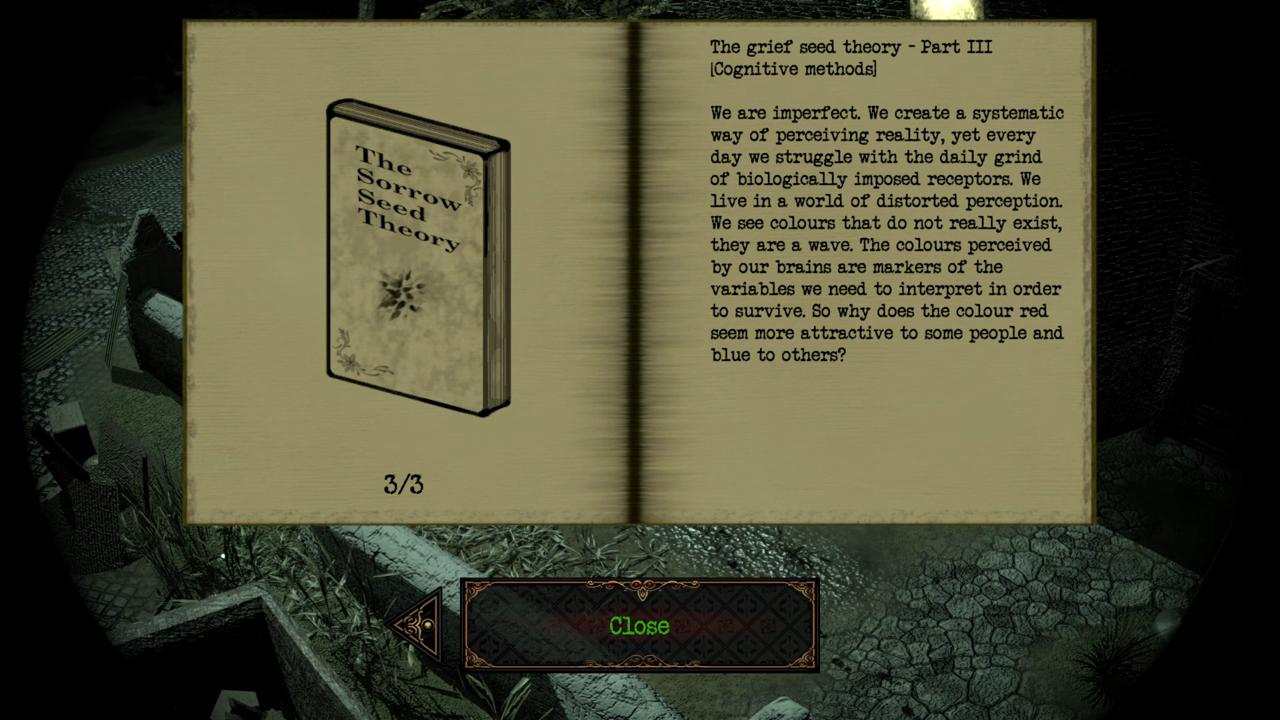 The
Sorrow
Seed
Theory
3/3
The grief seed theory - Part III
[Cognitive methods]
We are imperfect. We create a systematic
way of perceiving reality, yet every
day we struggle with the daily grind
of biologically imposed receptors. We
live in a world of distorted perception.
We see colours that do not really exist,
they are a wave. The colours perceived
by our brains are markers of the
variables we need to interpret in order
to survive. So why does the colour red
seem more attractive to some people and
blue to others?
Close